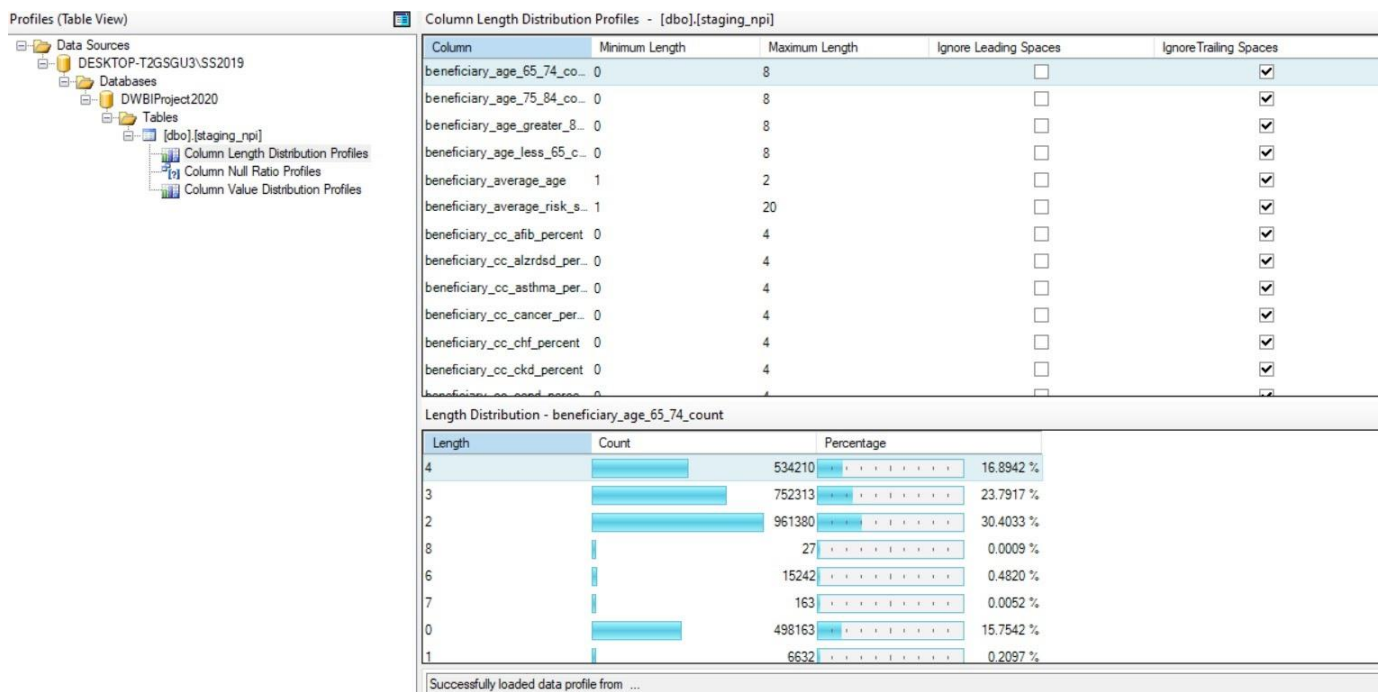 Profiles (Table View)
Data Sources
DESKTOP-T2GSGU3\SS2019
Databases
DWBIProject2020
Tables
[dbo].[staging_npi]
Column Length Distribution Profiles
Column Null Ratio Profiles
Column Value Distribution Profiles
Column Length Distribution Profiles - [dbo].[staging_npi]
Column Minimum Length Maximum Length Ignore Leading Spaces Ignore Trailing Spaces
beneficiary_age_65_74_co... 0 8
beneficiary_age_75_84_co... 0 8
beneficiary_age_greater_8... 0 8
beneficiary_age_less_65_c... 0 8
beneficiary_average_age 1 2
beneficiary_average_risk_s... 1 20
beneficiary_cc_afib_percent 0 4
beneficiary_cc_alzrdsd_per... 0 4
beneficiary_cc_asthma_per... 0 4
beneficiary_cc_cancer_per... 0 4
beneficiary_cc_chf_percent 0 4
beneficiary_cc_ckd_percent 0 4
Length Distribution - beneficiary_age_65_74_count
Length Count Percentage
4 534210 16.8942 %
3 752313 23.7917 %
2 961380 30.4033 %
8 27 0.0009 %
6 15242 0.4820 %
7 163 0.0052 %
0 498163 15.7542 %
1 6632 0.2097 %
Successfully loaded data profile from ...